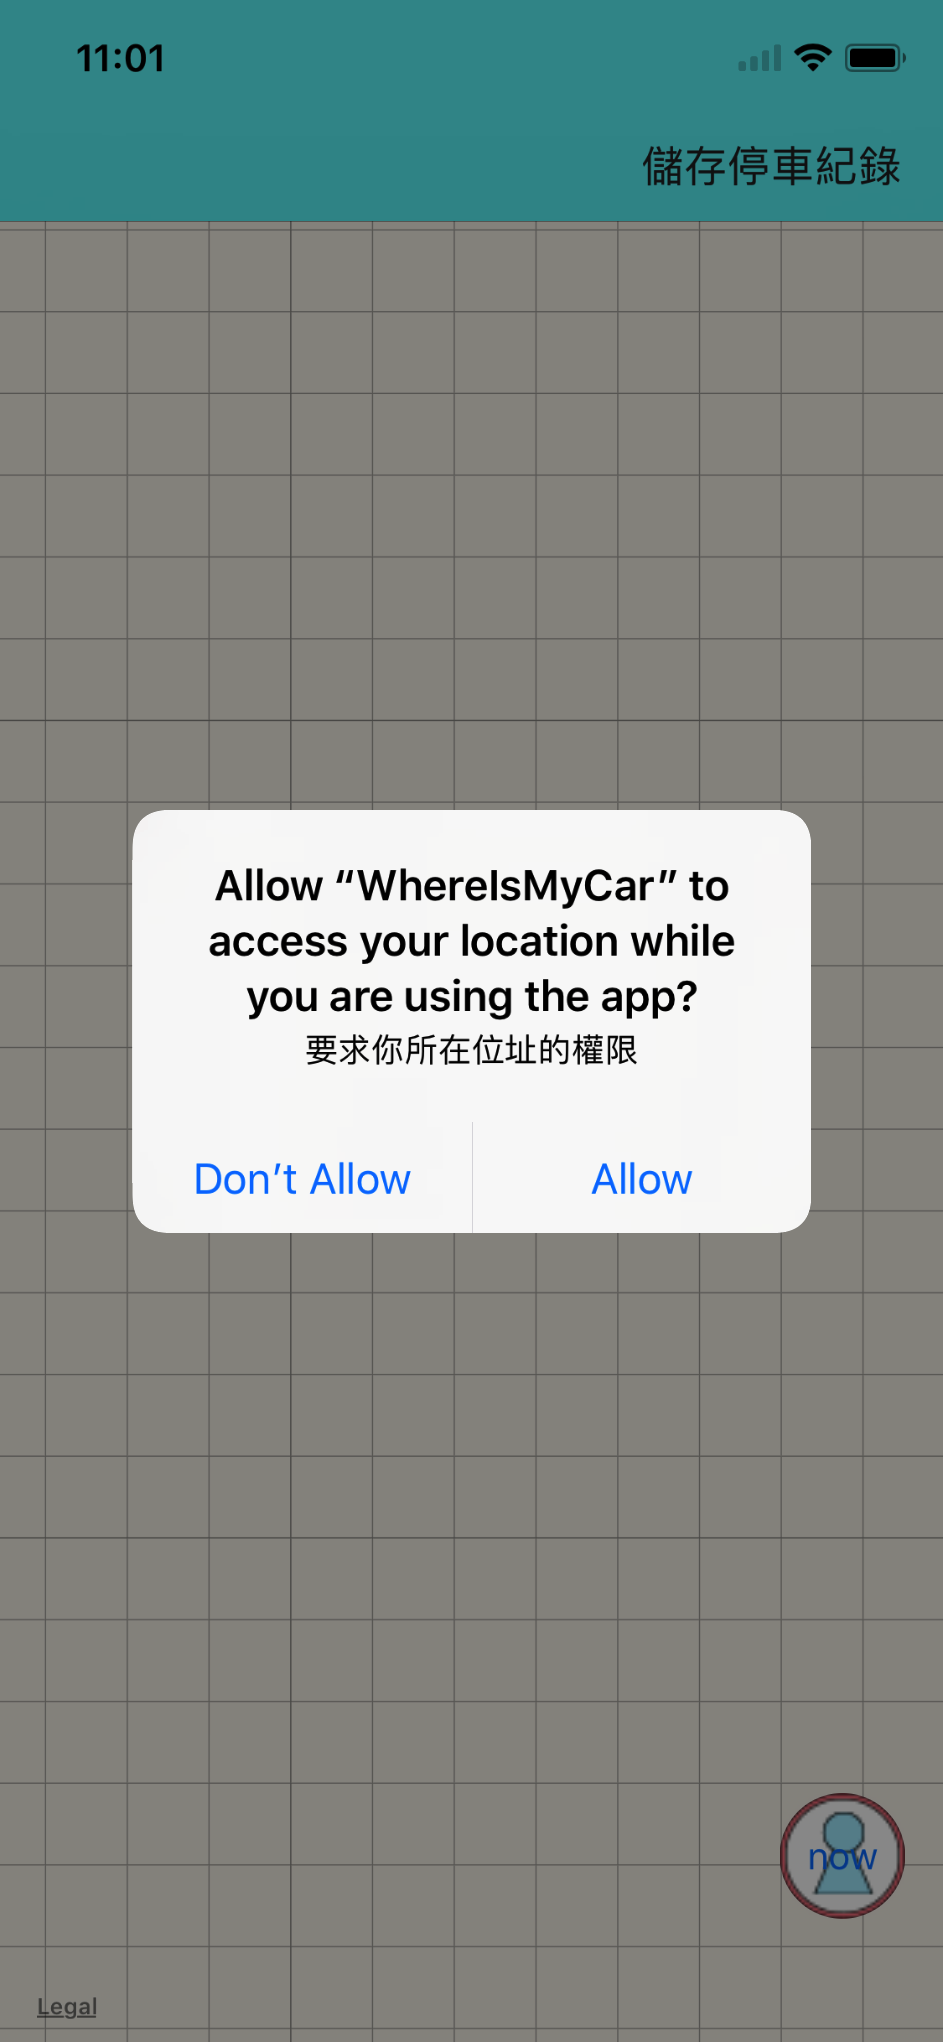 11:01
儲存停車紀錄
Allow “WhereIsMyCar” to
access your location while
you are using the app?
要求你所在位址的權限
Don’t Allow
Allow
now
Legal